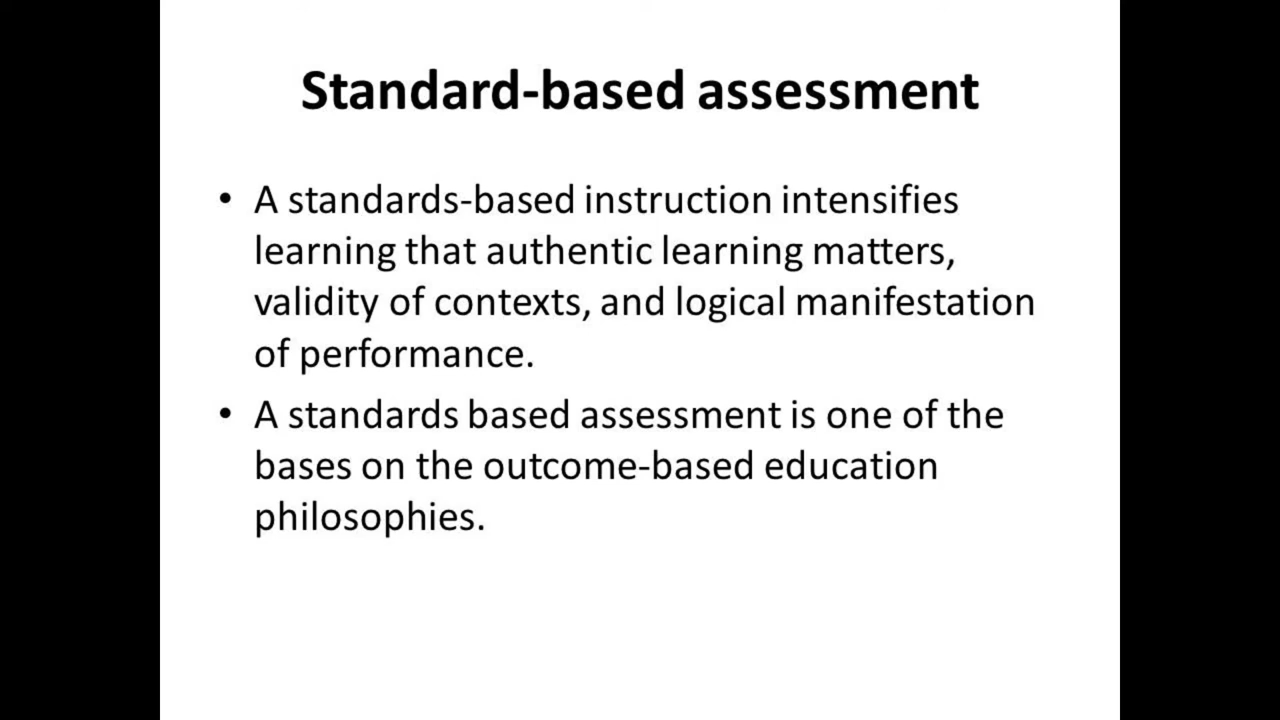 Standard-based assessment
• A standards-based instruction intensifies
learning that authentic learning matters,
validity of contexts, and logical manifestation
of performance.
• A standards based assessment is one of the
bases on the outcome-based education
philosophies.